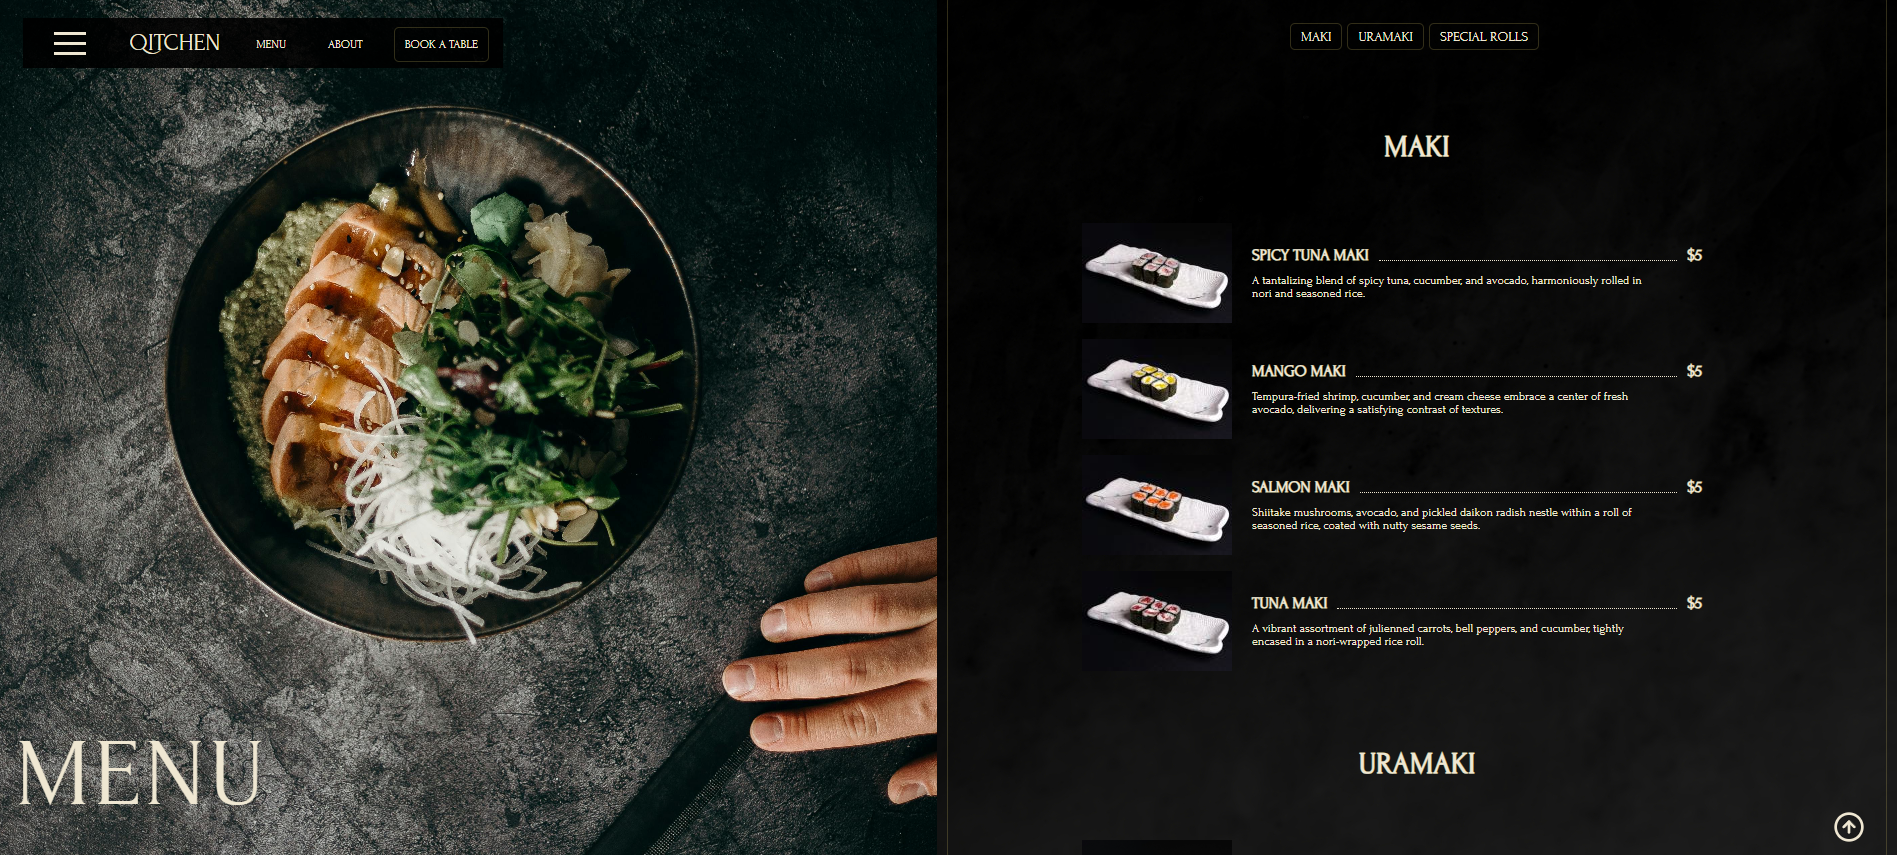 QITCHEN
MENU
ABOUT
BOOK A TABLE
MENU
MAKI
URAMAKI
SPECIAL ROLLS
MAKI
SPICY TUNA MAKI $5
A tantalizing blend of spicy tuna, cucumber, and avocado, harmoniously rolled in
nori and seasoned rice.
MANGO MAKI $5
Tempura-fried shrimp, cucumber, and cream cheese embrace a center of fresh
avocado, delivering a satisfying contrast of textures.
SALMON MAKI $5
Shiitake mushrooms, avocado, and pickled daikon radish nestle within a roll of
seasoned rice, coated with nutty sesame seeds.
TUNA MAKI $5
A vibrant assortment of julienned carrots, bell peppers, and cucumber, tightly
encased in a nori-wrapped rice roll.
URAMAKI